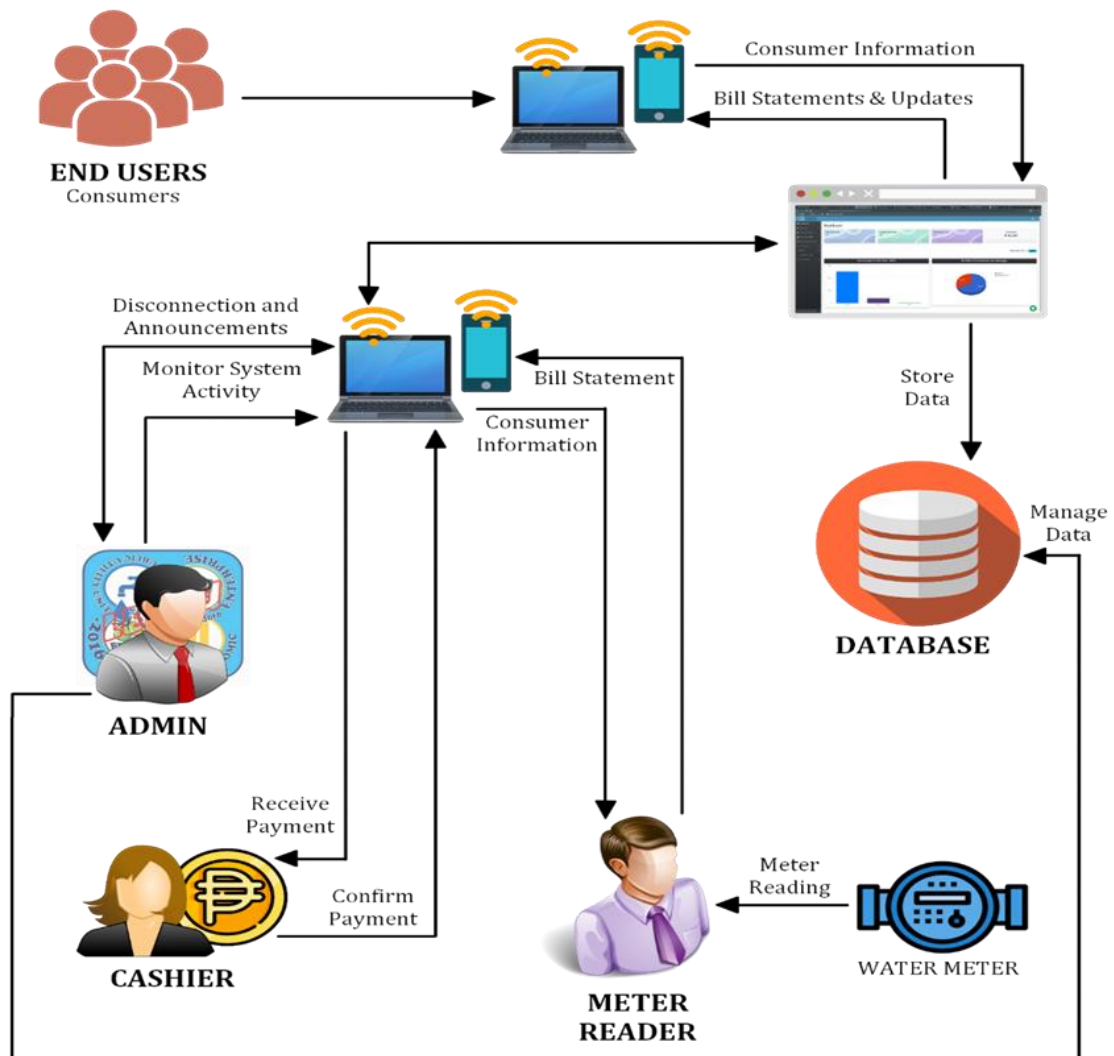 Consumer Information
Bill Statements & Updates
END USERS
Consumers
Disconnection and
Announcements
Monitor System
Activity
Bill Statement
Consumer
Information
Store
Data
Manage
Data
DATABASE
ADMIN
2019
Receive
Payment
Confirm
Payment
CASHIER
Meter
Reading
METER
READER
WATER METER